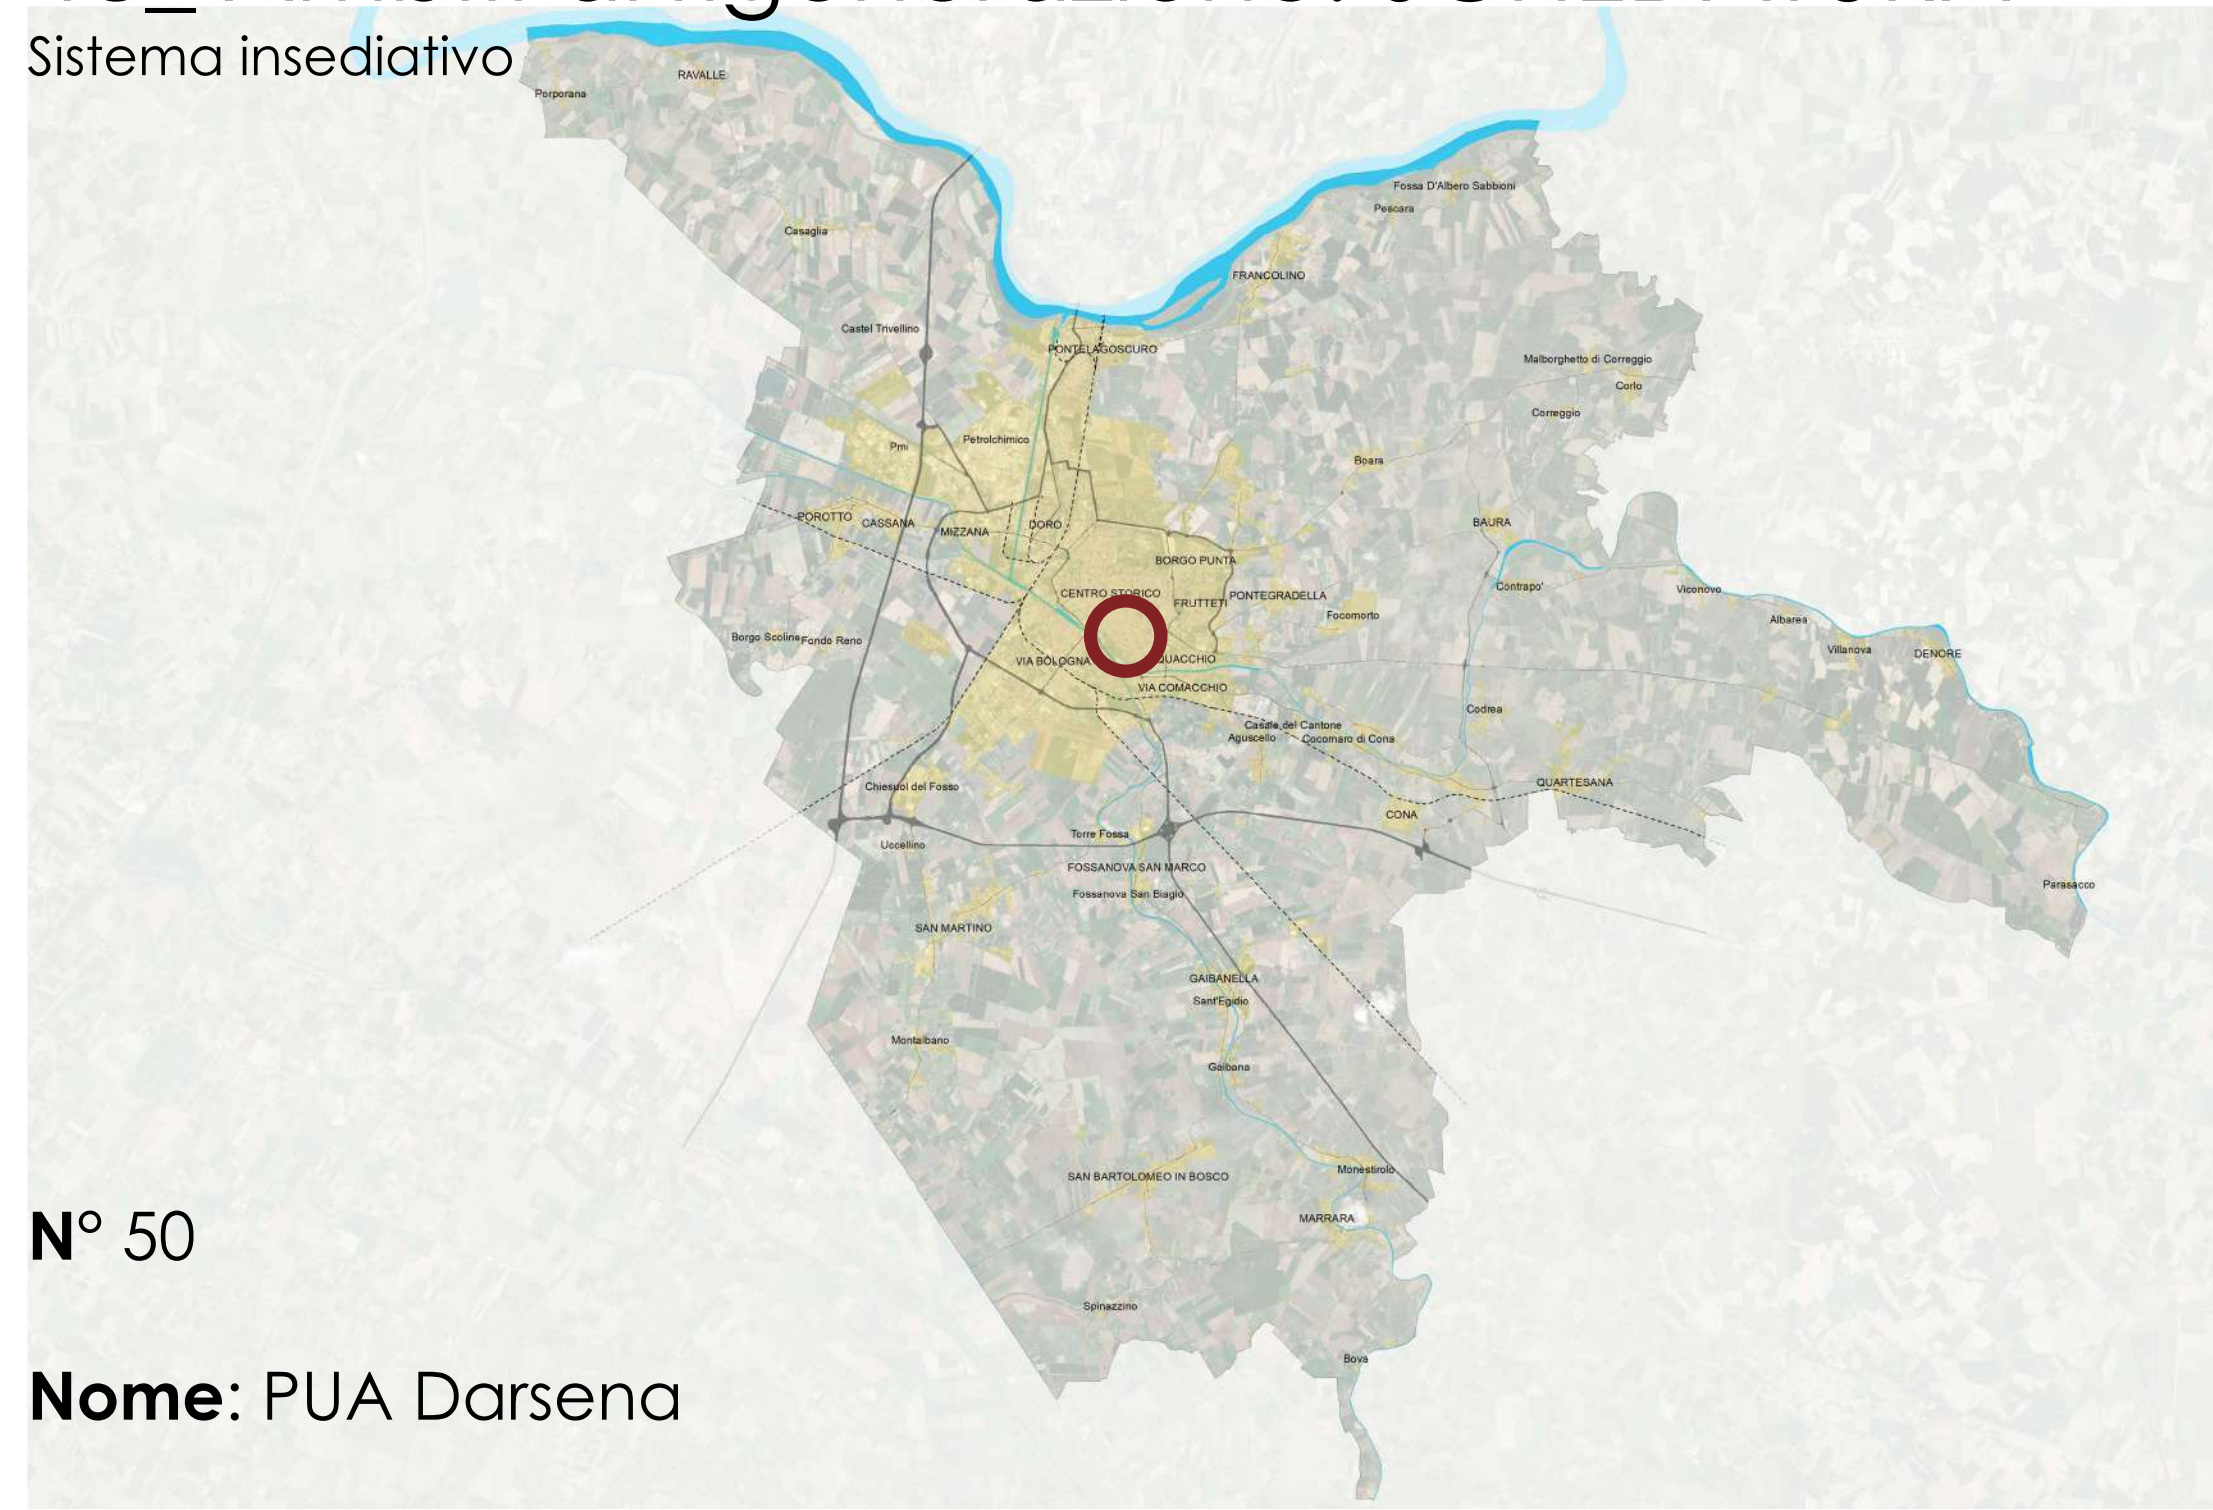 Sistema insediativo
RAVALLE
Porporana
Fossa D'Albero Sabbioni
Pescara
Casaglia
FRANCOLINO
Castel Trivellino
PONTELAGOSCURO
Malborghetto di Correggio
Corlo
Correggio
Petrolchimico
Pmi
Boara
POROTTO
CASSANA
MIZZANA
DORO
BAURA
BORGO PUNTA
CENTRO STORICO
FRUTTETI
PONTEGRADELLA
Contrapo'
Viconovo
Focomorto
Albarea
Borgo Scoline
Fondo Reno
Villanova
DENORE
VIA BOLOGNA
QUACCHIO
VIA COMACCHIO
Codrea
Casale del Cantone
Aguscello
Cocomaro di Cona
Chiesuol del Fosso
QUARTESANA
CONA
Torre Fossa
Uccellino
FOSSANOVA SAN MARCO
Fossanova San Biagio
Parasacco
SAN MARTINO
GAIBANELLA
Sant'Egidio
Montalbano
Gaibana
SAN BARTOLOMEO IN BOSCO
Monestirolo
MARRARA
N° 50
Spinazzino
Bova
Nome: PUA Darsena